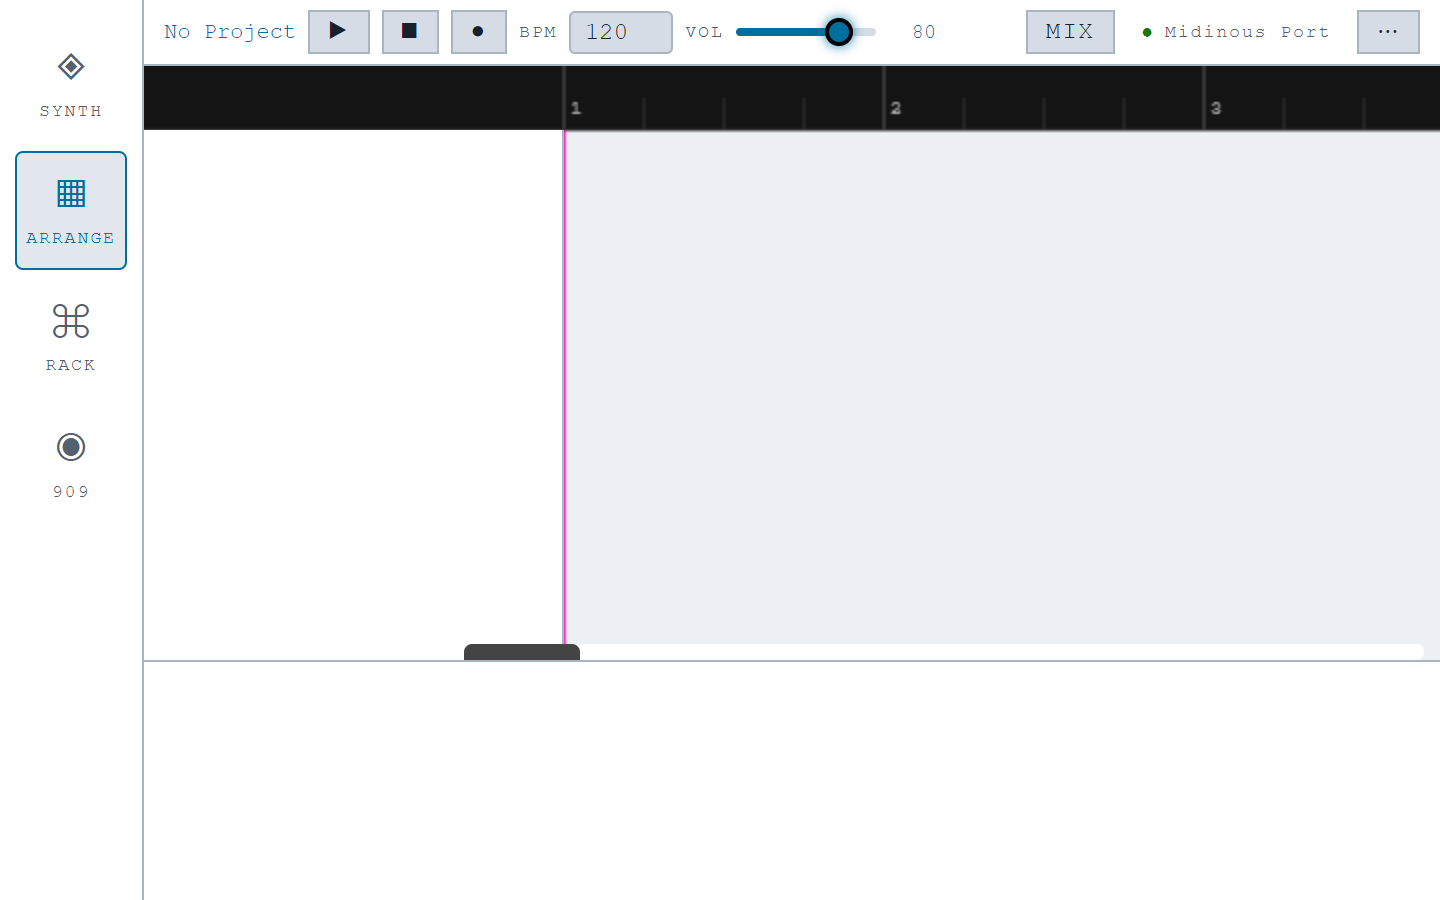 No Project
BPM 120 VOL 80 MIX Midinous Port ...
SYNTH
ARRANGE
RACK
909
1 2 3